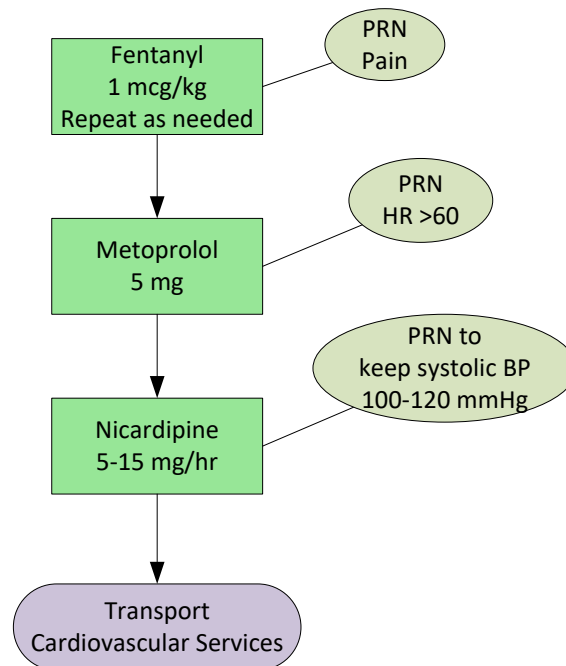 PRN
Pain
Fentanyl
1 mcg/kg
Repeat as needed
PRN
HR >60
Metoprolol
5 mg
PRN to
keep systolic BP
100-120 mmHg
Nicardipine
5-15 mg/hr
Transport
Cardiovascular Services